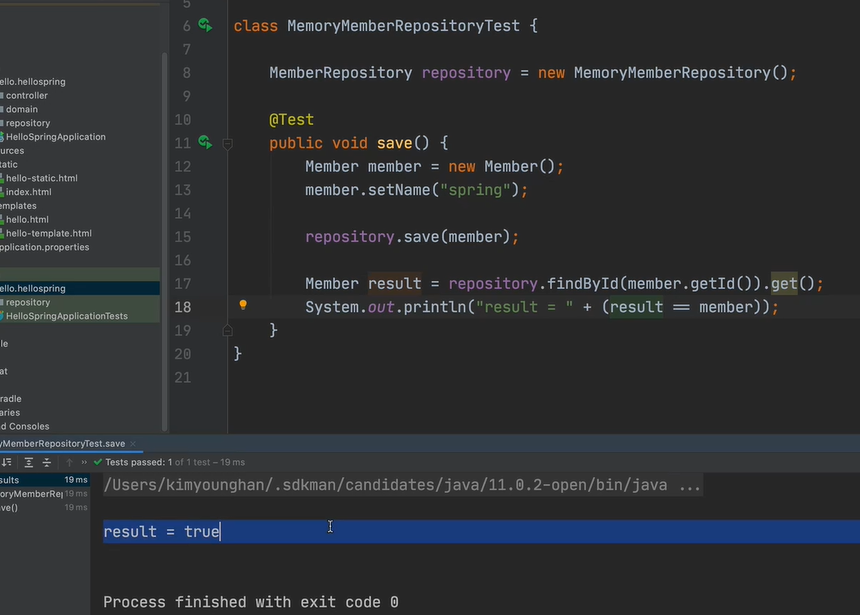 ello.hellospring
controller
domain
repository
HelloSpringApplication
urces
tatic
hello-static.html
index.html
emplates
hello.html
hello-template.html
pplication.properties
ello.hellospring
repository
HelloSpringApplicationTests
le
at
radle
aries
d Consoles
5
6 class MemoryMemberRepositoryTest {
7
8 MemberRepository repository = new MemoryMemberRepository();
9
10 @Test
11 public void save() {
12 Member member = new Member();
13 member.setName("spring");
14
15 repository.save(member);
16
17 Member result = repository.findById(member.getId()).get();
18 System.out.println("result = " + (result == member));
19 }
20 }
21
yMemberRepositoryTest.save ×
» Tests passed: 1 of 1 test – 19 ms
sults 19 ms
oryMemberRep 19 ms
ve() 19 ms
/Users/kimyounghan/.sdkman/candidates/java/11.0.2-open/bin/java ...
result = true
Process finished with exit code 0